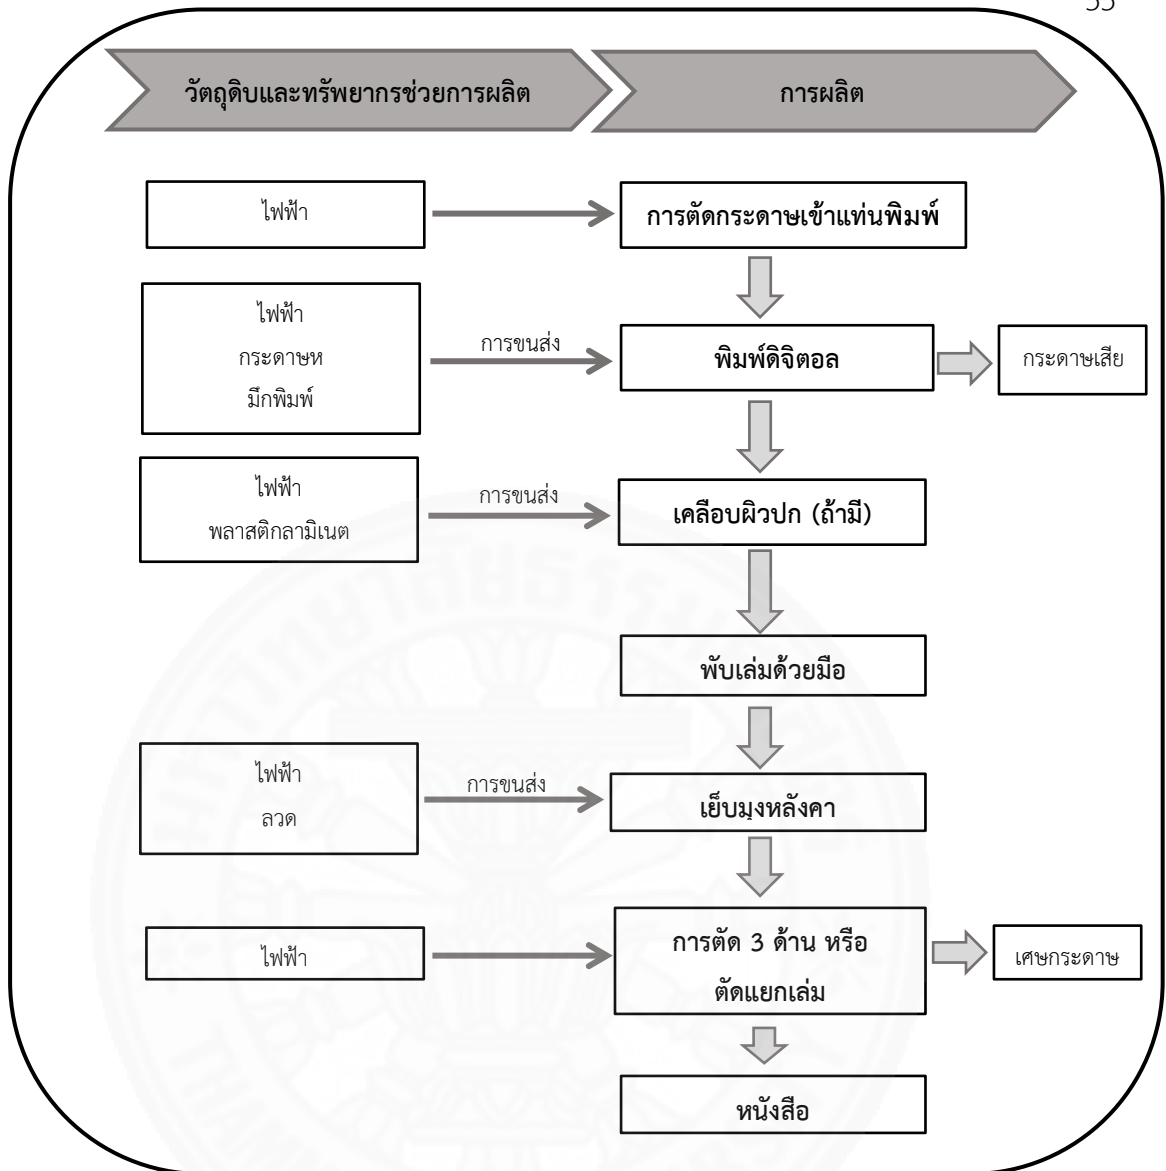 วัตถุดิบและทรัพยากรช่วยการผลิต
การผลิต
ไฟฟ้า
การตัดกระดาษเข้าแท่นพิมพ์
ไฟฟ้า
กระดาษห
มึกพิมพ์
การขนส่ง
พิมพ์ดิจิตอล
กระดาษเสีย
ไฟฟ้า
พลาสติกลามิเนต
การขนส่ง
เคลือบผิวปก (ถ้ามี)
พับเล่มด้วยมือ
ไฟฟ้า
ลวด
การขนส่ง
เย็บมุงหลังคา
ไฟฟ้า
การตัด 3 ด้าน หรือ
ตัดแยกเล่ม
เศษกระดาษ
หนังสือ